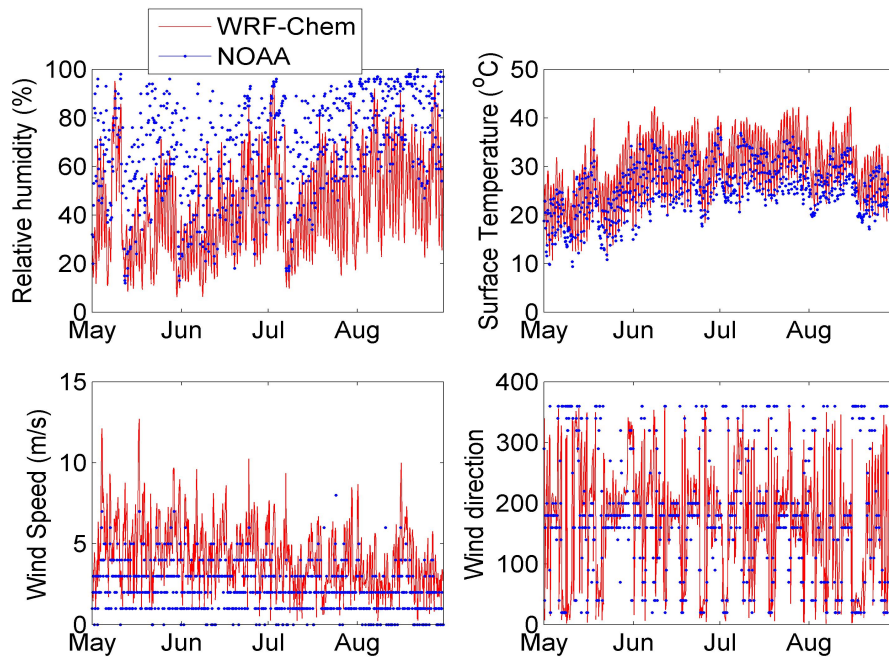 WRF-Chem
NOAA
Relative humidity (%)
100
80
60
40
20
0
May Jun Jul Aug
Surface Temperature (°C)
50
40
30
20
10
0
May Jun Jul Aug
Wind Speed (m/s)
15
10
5
0
May Jun Jul Aug
Wind direction
400
300
200
100
0
May Jun Jul Aug